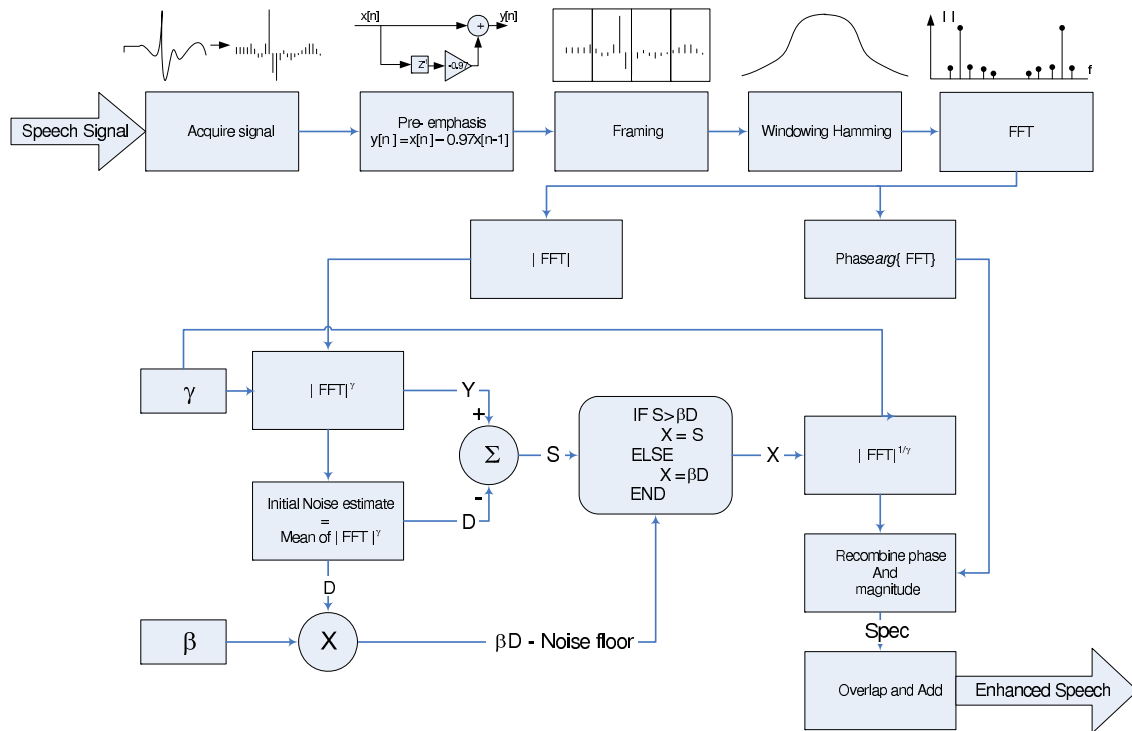 x[n]
+
y[n]
Z⁻¹
-0.97
| |
f
Speech Signal
Acquire signal
Pre- emphasis
y[n] = x[n] – 0.97x[n-1]
Framing
Windowing Hamming
FFT
| FFT|
Phase arg{ FFT}
γ
| FFT|^γ
Y
+
Σ
-
S
IF S>βD
X = S
ELSE
X = βD
END
X
| FFT|^1/γ
Initial Noise estimate
=
Mean of | FFT |^γ
D
D
Recombine phase
And
magnitude
β
X
βD - Noise floor
Spec
Overlap and Add
Enhanced Speech